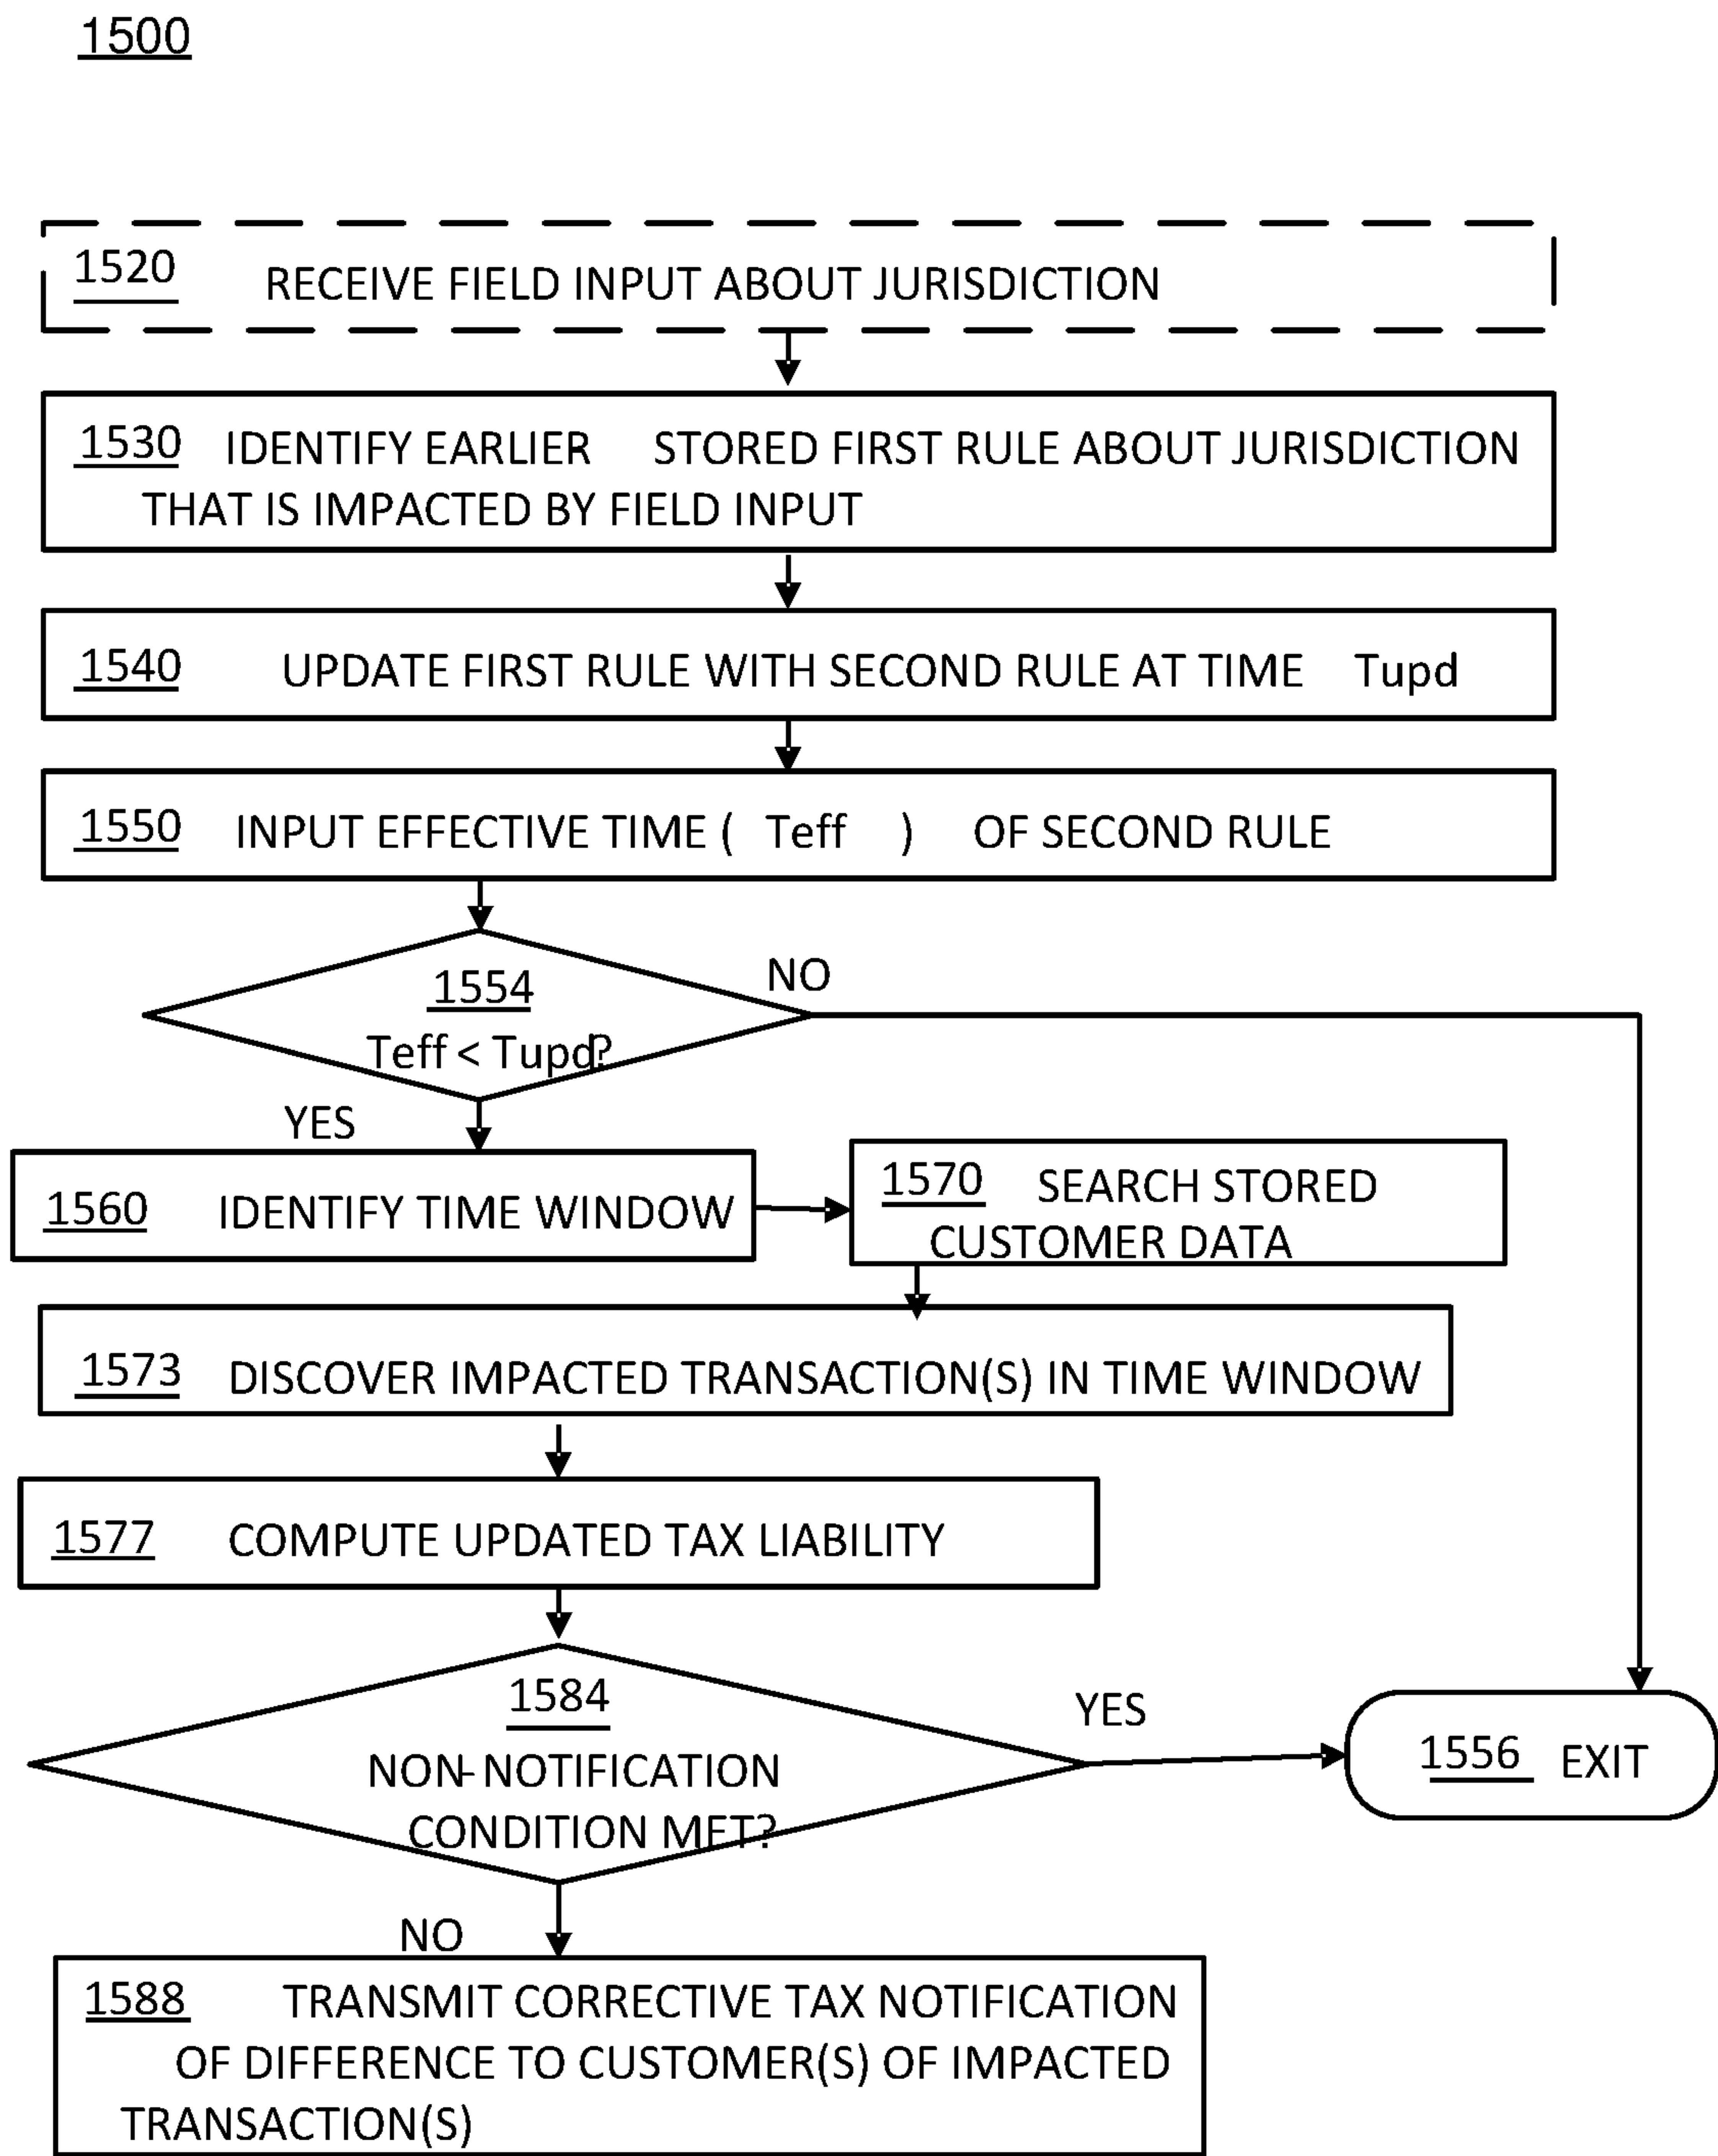 1500
1520 RECEIVE FIELD INPUT ABOUT JURISDICTION
1530 IDENTIFY EARLIER STORED FIRST RULE ABOUT JURISDICTION
THAT IS IMPACTED BY FIELD INPUT
1540 UPDATE FIRST RULE WITH SECOND RULE AT TIME Tupd
1550 INPUT EFFECTIVE TIME ( Teff ) OF SECOND RULE
1554
Teff < Tupd?
NO
YES
1560 IDENTIFY TIME WINDOW
1570 SEARCH STORED
CUSTOMER DATA
1573 DISCOVER IMPACTED TRANSACTION(S) IN TIME WINDOW
1577 COMPUTE UPDATED TAX LIABILITY
1584
NON-NOTIFICATION
CONDITION MET?
YES
1556 EXIT
NO
1588 TRANSMIT CORRECTIVE TAX NOTIFICATION
OF DIFFERENCE TO CUSTOMER(S) OF IMPACTED
TRANSACTION(S)